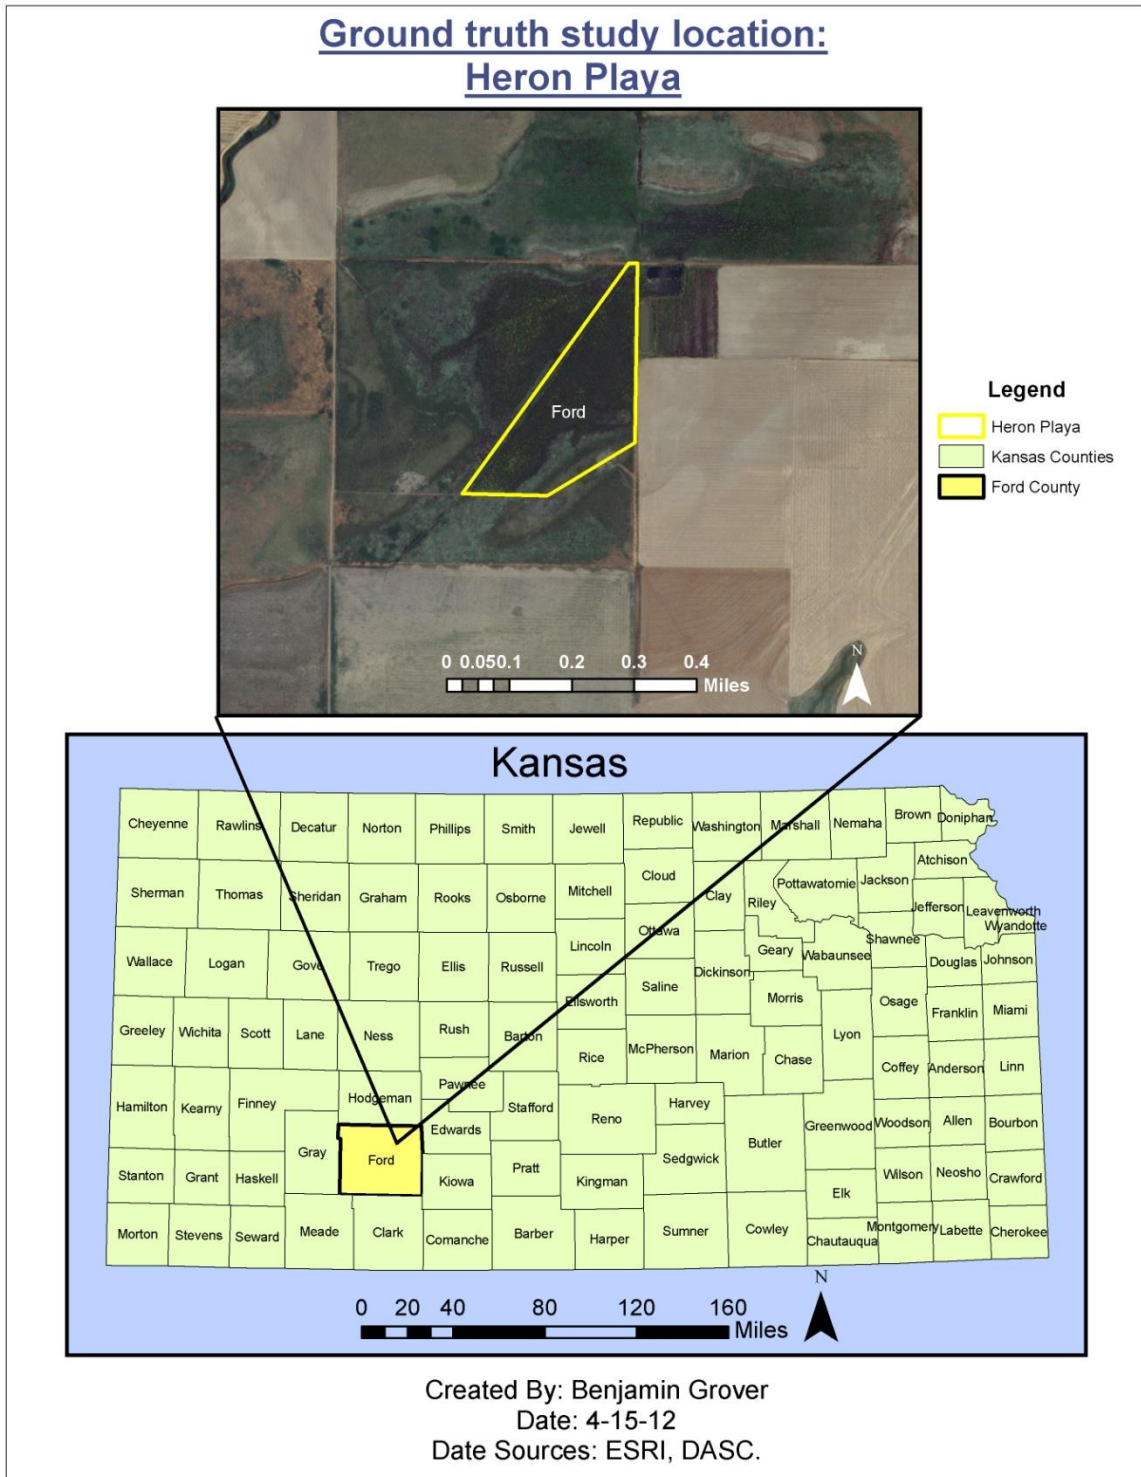 Ground truth study location:
Heron Playa
Ford
0 0.050.1 0.2 0.3 0.4
Miles
N
Legend
Heron Playa
Kansas Counties
Ford County
Kansas
Cheyenne Rawlins Decatur Norton Phillips Smith Jewell Republic Washington Marshall Nemaha Brown Doniphan
Atchison
Sherman Thomas Sheridan Graham Rooks Osborne Mitchell Cloud Clay Riley Pottawatomie Jackson Jefferson Leavenworth
Wyandotte
Wallace Logan Gove Trego Ellis Russell Lincoln Ottawa Dickinson Geary Wabaunsee Shawnee Douglas Johnson
Ellsworth Saline Morris Osage Franklin Miami
Greeley Wichita Scott Lane Ness Rush Barton Rice McPherson Marion Chase Lyon Coffey Anderson Linn
Hamilton Kearny Finney Hodgeman Pawnee Stafford Reno Harvey Butler Greenwood Woodson Allen Bourbon
Stanton Grant Haskell Gray Ford Edwards Kiowa Pratt Kingman Sedgwick Elk Wilson Neosho Crawford
Morton Stevens Seward Meade Clark Comanche Barber Harper Sumner Cowley Chautauqua Montgomery Labette Cherokee
N
0 20 40 80 120 160
Miles
Created By: Benjamin Grover
Date: 4-15-12
Date Sources: ESRI, DASC.